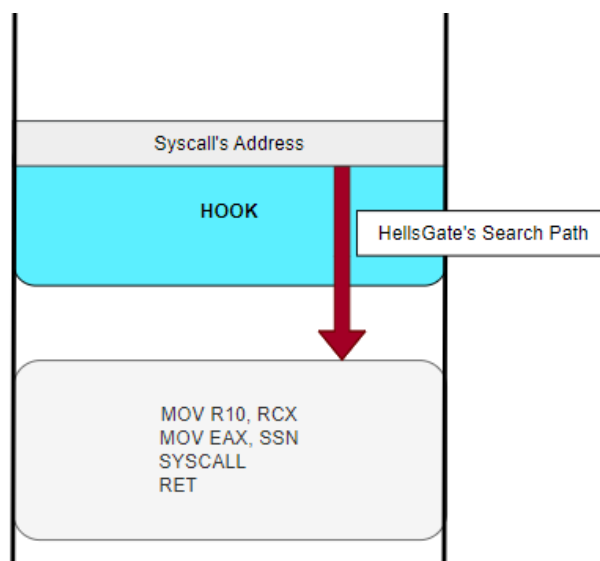 Syscall's Address
HOOK
HellsGate's Search Path
MOV R10, RCX
MOV EAX, SSN
SYSCALL
RET